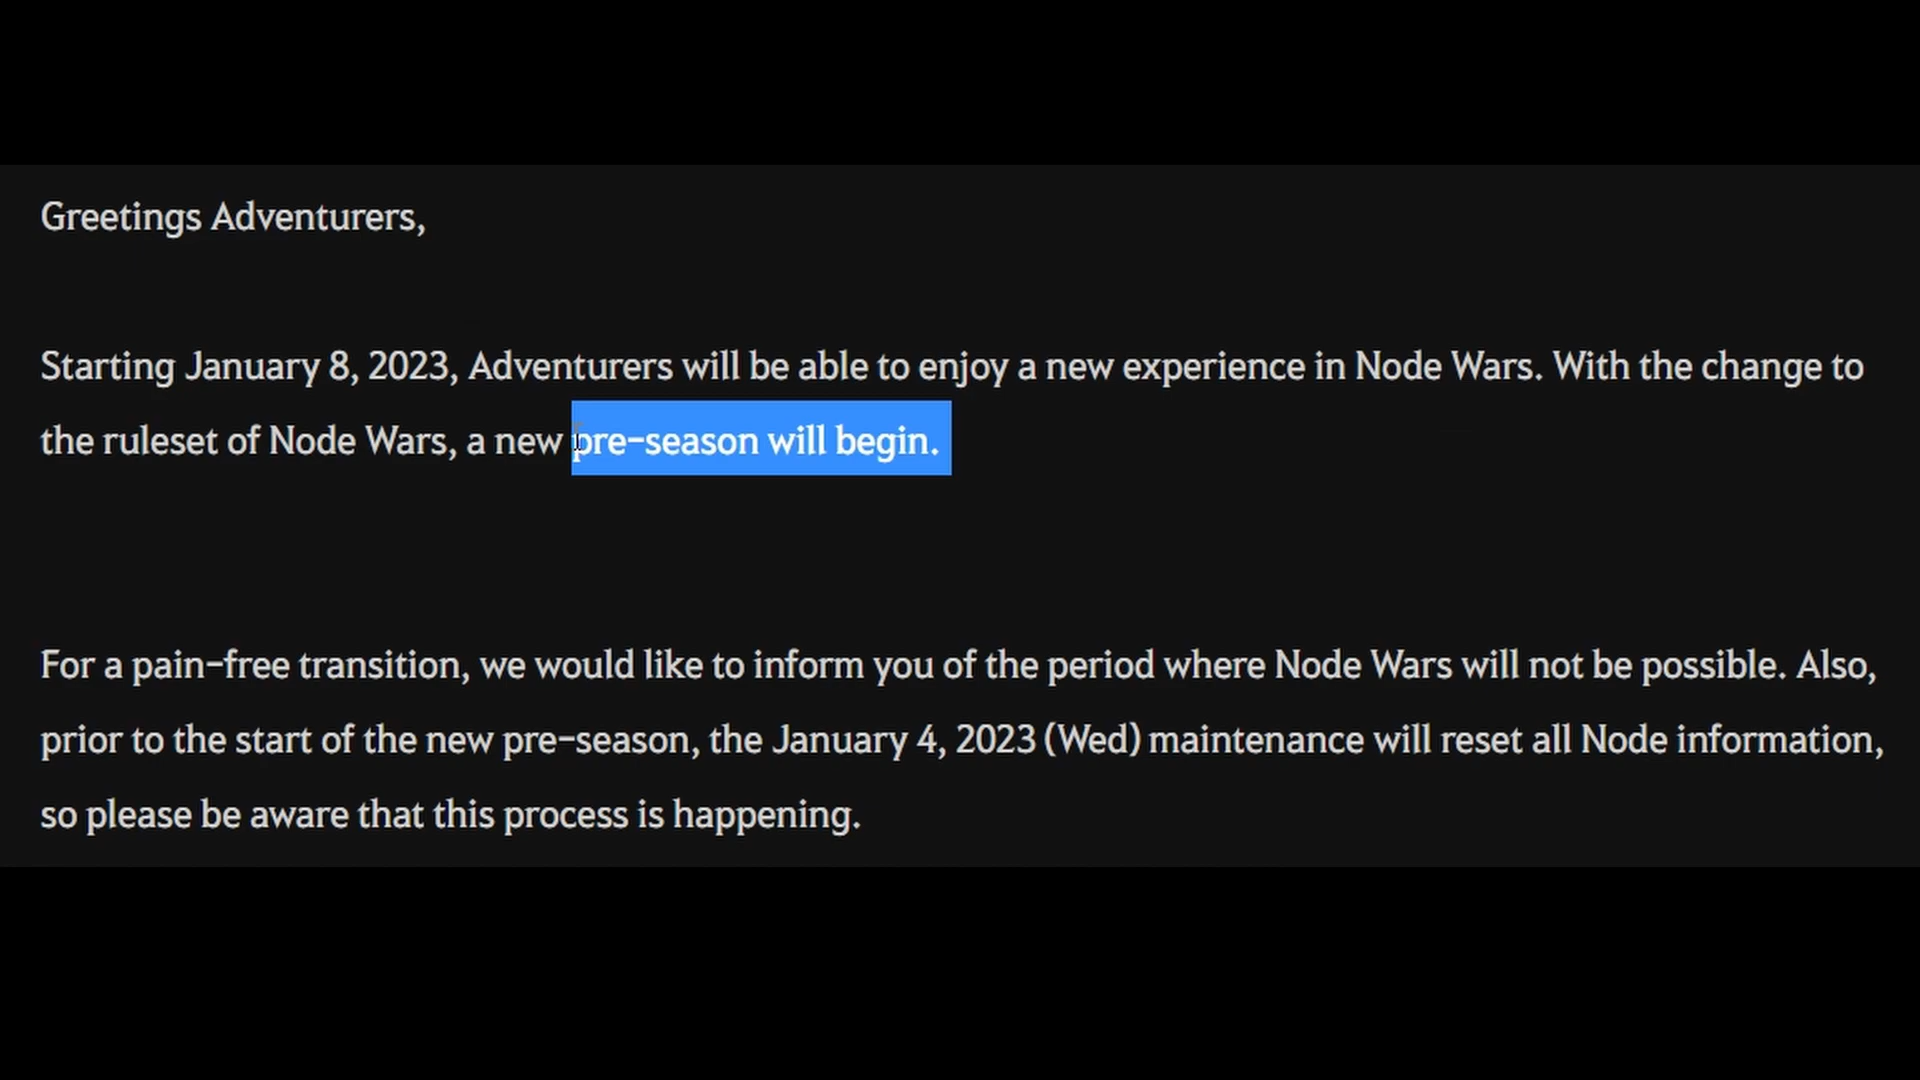 Greetings Adventurers,
Starting January 8, 2023, Adventurers will be able to enjoy a new experience in Node Wars. With the change to
the ruleset of Node Wars, a new pre-season will begin.
For a pain-free transition, we would like to inform you of the period where Node Wars will not be possible. Also,
prior to the start of the new pre-season, the January 4, 2023 (Wed) maintenance will reset all Node information,
so please be aware that this process is happening.